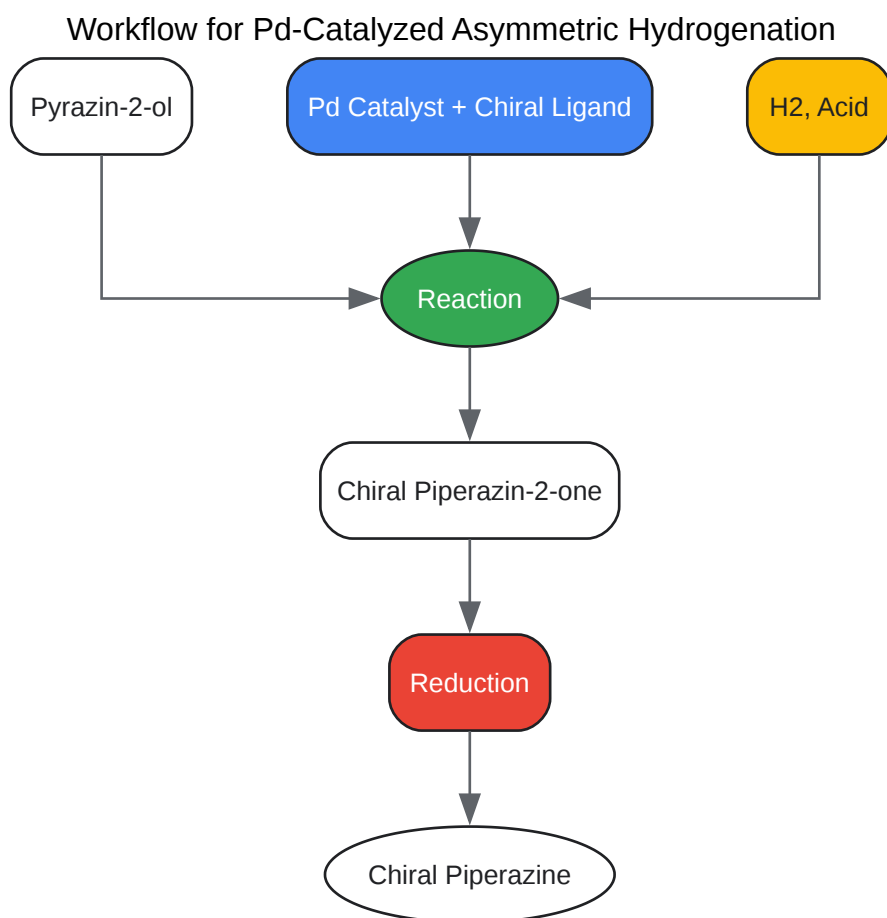 Workflow for Pd-Catalyzed Asymmetric Hydrogenation
Pyrazin-2-ol
Pd Catalyst + Chiral Ligand
H2, Acid
Reaction
Chiral Piperazin-2-one
Reduction
Chiral Piperazine